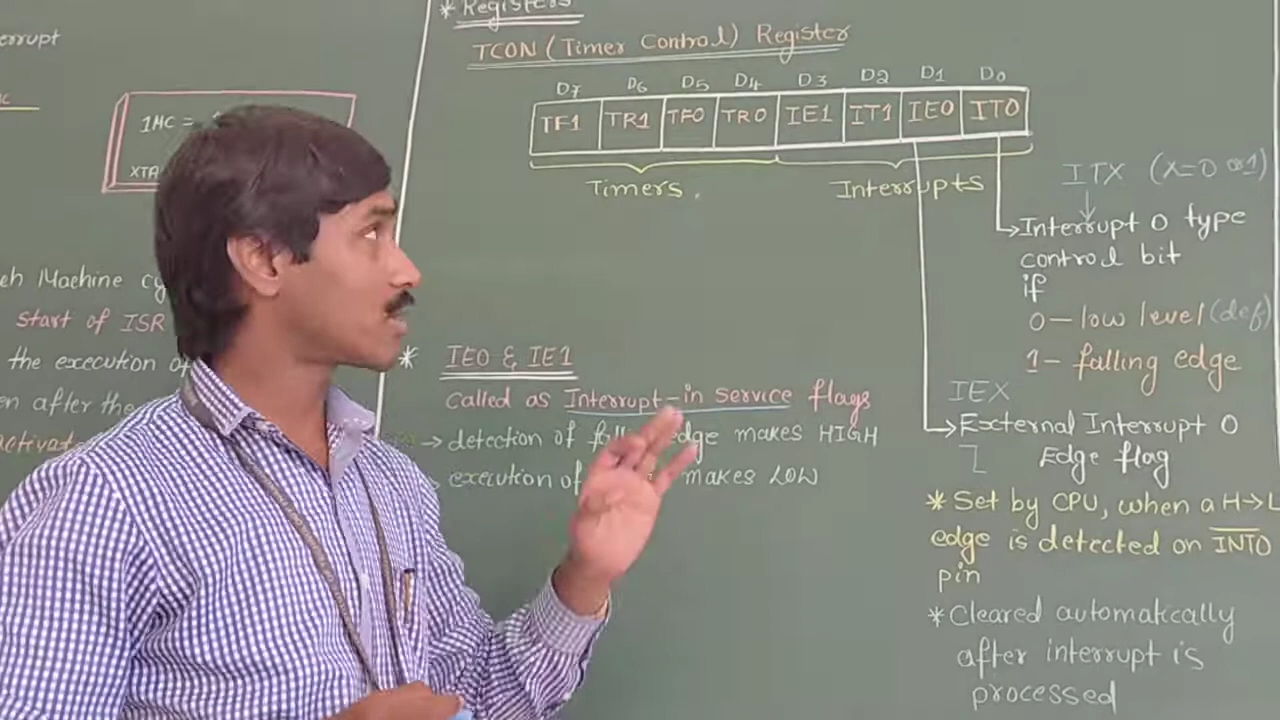 errupt
1MC =
XTA
ch Machine cy
start of ISR
the execution of
en after the
activat
* Registers
TCON (Timer Control) Register
D7 D6 D5 D4 D3 D2 D1 D0
TF1 TR1 TF0 TR0 IE1 IT1 IE0 IT0
Timers. Interrupts
* IE0 & IE1
Called as Interrupt-in Service flags
→ detection of falling edge makes HIGH
execution of makes LOW
ITX (X=0 or 1)
→ Interrupt 0 type
control bit
if
0 – low level (def)
1 – falling edge
IEX
→ External Interrupt 0
Edge flag
* Set by CPU, when a H→L
edge is detected on INT0
pin
* Cleared automatically
after interrupt is
processed